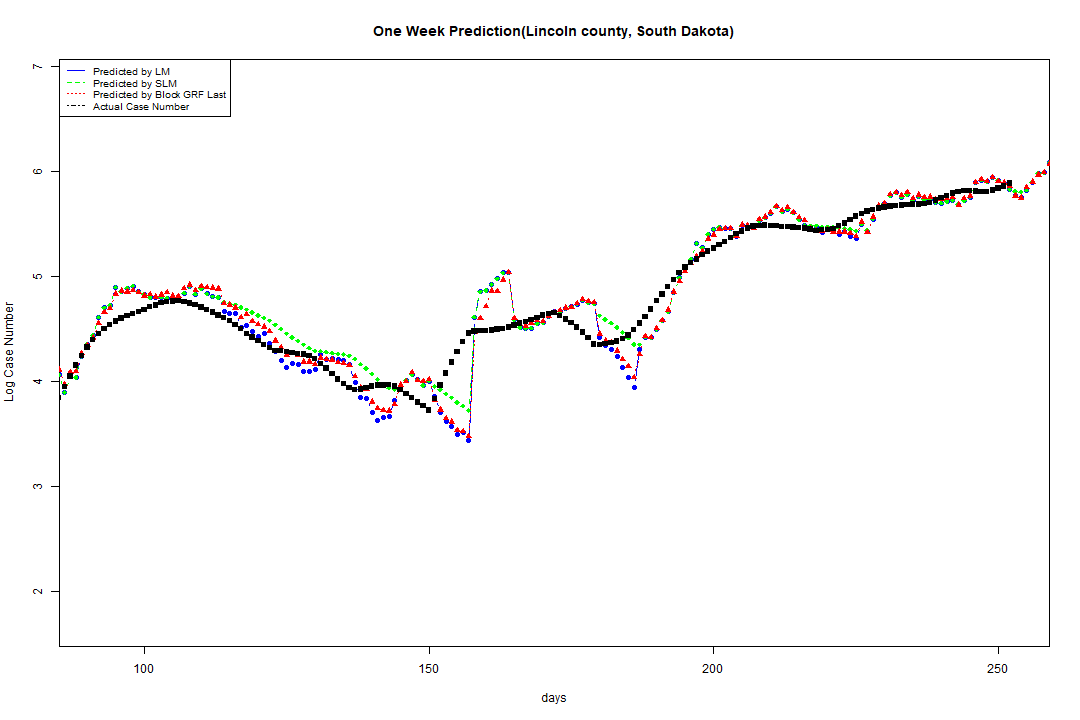 One Week Prediction(Lincoln county, South Dakota)
Predicted by LM
Predicted by SLM
Predicted by Block GRF Last
Actual Case Number
7
6
5
4
3
2
Log Case Number
100 150 200 250
days